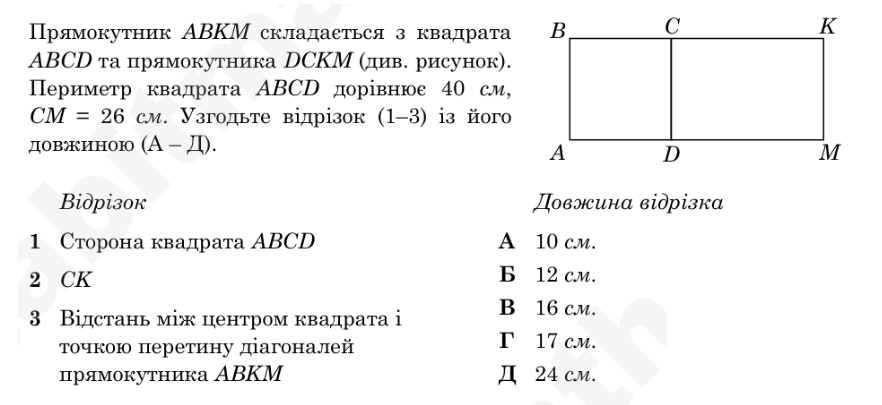 Прямокутник ABKM складається з квадрата
ABCD та прямокутника DCKM (див. рисунок).
Периметр квадрата ABCD дорівнює 40 см,
CM = 26 см. Узгодьте відрізок (1–3) із його
довжиною (А – Д).
B C K
A D M
Відрізок
1 Сторона квадрата ABCD
2 CK
3 Відстань між центром квадрата і
точкою перетину діагоналей
прямокутника ABKM
Довжина відрізка
А 10 см.
Б 12 см.
В 16 см.
Г 17 см.
Д 24 см.